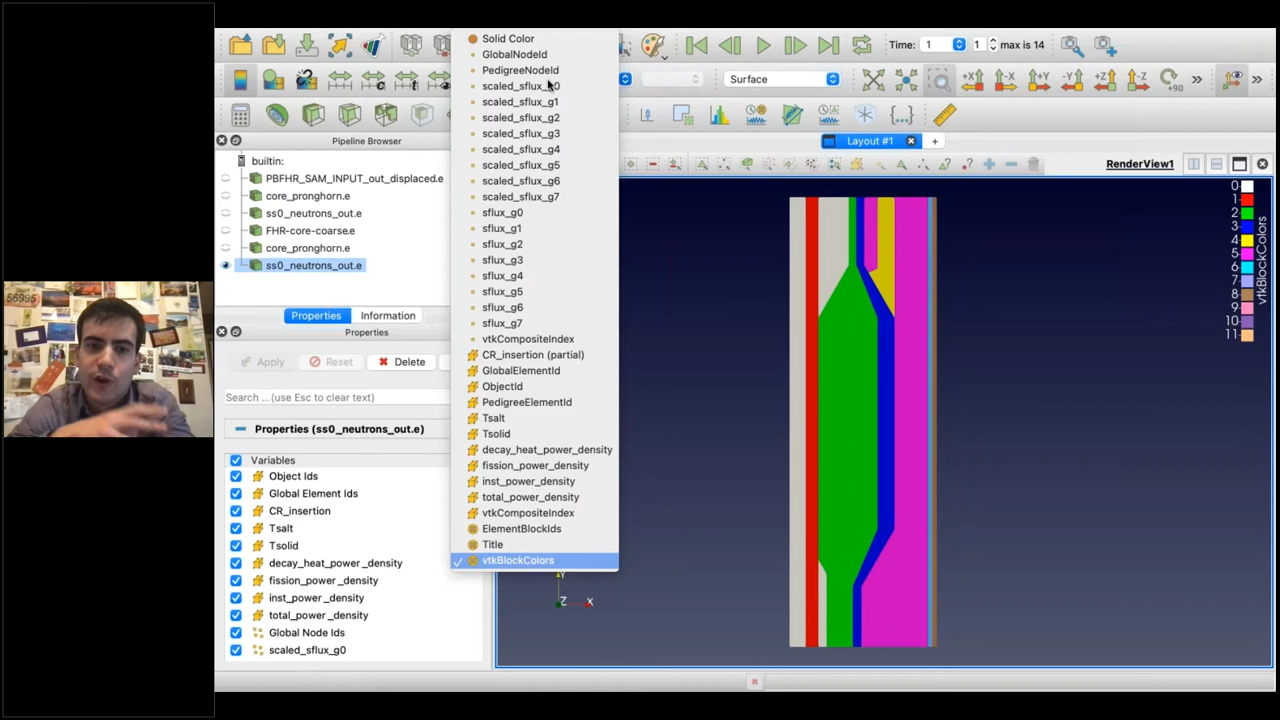 Time: 1
1 max is 14
Surface
+X
-X
+Y
-Y
+Z
-Z
+90
Pipeline Browser
builtin:
PBFHR_SAM_INPUT_out_displaced.e
core_pronghorn.e
ss0_neutrons_out.e
FHR-core-coarse.e
core_pronghorn.e
ss0_neutrons_out.e
Properties
Information
Properties
Apply
Reset
Delete
Search ...(use Esc to clear text)
Properties (ss0_neutrons_out.e)
Variables
Object Ids
Global Element Ids
CR_insertion
Tsalt
Tsolid
decay_heat_power_density
fission_power_density
inst_power_density
total_power_density
Global Node Ids
scaled_sflux_g0
Solid Color
GlobalNodeId
PedigreeNodeId
scaled_sflux_g0
scaled_sflux_g1
scaled_sflux_g2
scaled_sflux_g3
scaled_sflux_g4
scaled_sflux_g5
scaled_sflux_g6
scaled_sflux_g7
sflux_g0
sflux_g1
sflux_g2
sflux_g3
sflux_g4
sflux_g5
sflux_g6
sflux_g7
vtkCompositeIndex
CR_insertion (partial)
GlobalElementId
ObjectId
PedigreeElementId
Tsalt
Tsolid
decay_heat_power_density
fission_power_density
inst_power_density
total_power_density
vtkCompositeIndex
ElementBlockIds
Title
vtkBlockColors
Layout #1
RenderView1
0
1
2
3
4
5
6
7
8
9
10
11
vtkBlockColors
Y
Z
X
56995